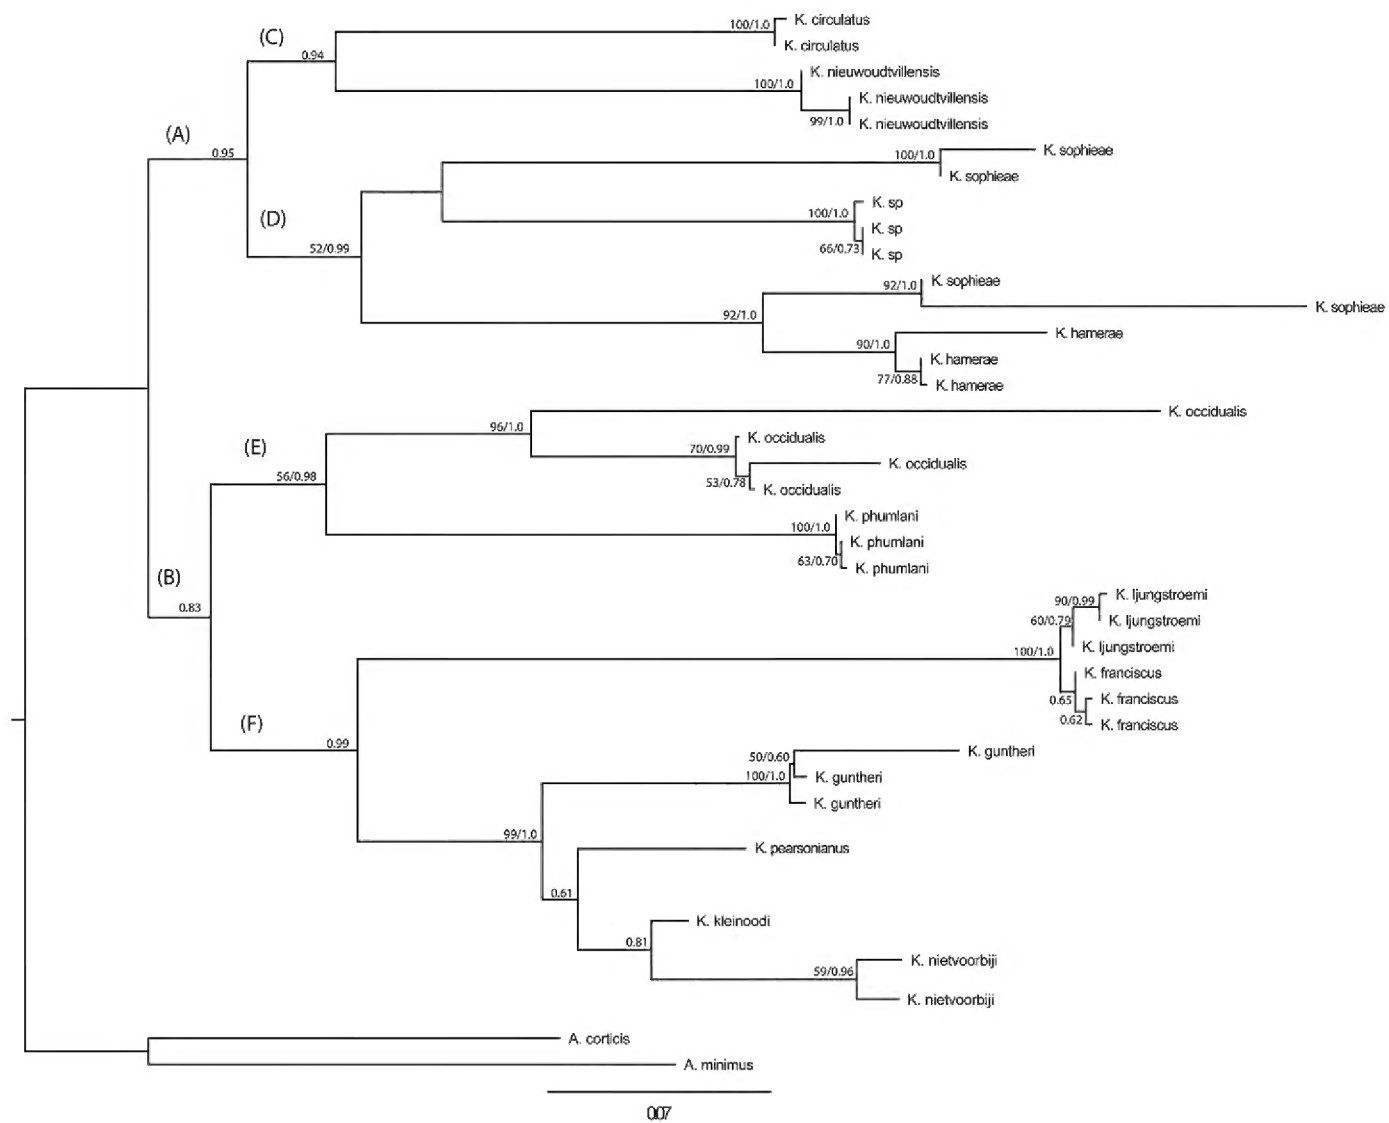 100/1.0 K. circulatus
(C)
K. circulatus
0.94
K. nieuwoudtvillensis
100/1.0
K. nieuwoudtvillensis
99/1.0 K. nieuwoudtvillensis
(A)
0.95
100/1.0 K. sophieae
K. sophieae
K. sp
100/1.0
(D)
K. sp
66/0.73 K. sp
52/0.99
K. sophieae
92/1.0
K. sophieae
92/1.0
K. hamerae
90/1.0
K. hamerae
77/0.88 K. hamerae
K. occidualis
96/1.0
K. occidualis
(E)
70/0.99
K. occidualis
56/0.98
53/0.78 K. occidualis
K. phumlani
100/1.0
K. phumlani
63/0.70 K. phumlani
(B)
K. ljungstroemi
90/0.99
0.83
60/0.79 K. ljungstroemi
K. ljungstroemi
100/1.0
K. franciscus
0.65 K. franciscus
0.62 K. franciscus
(F)
0.99
K. guntheri
50/0.60
100/1.0 K. guntheri
K. guntheri
99/1.0
K. pearsonianus
0.61
K. kleinoodi
0.81
K. nietvoorbiji
59/0.96
K. nietvoorbiji
A. corticis
A. minimus
0.07